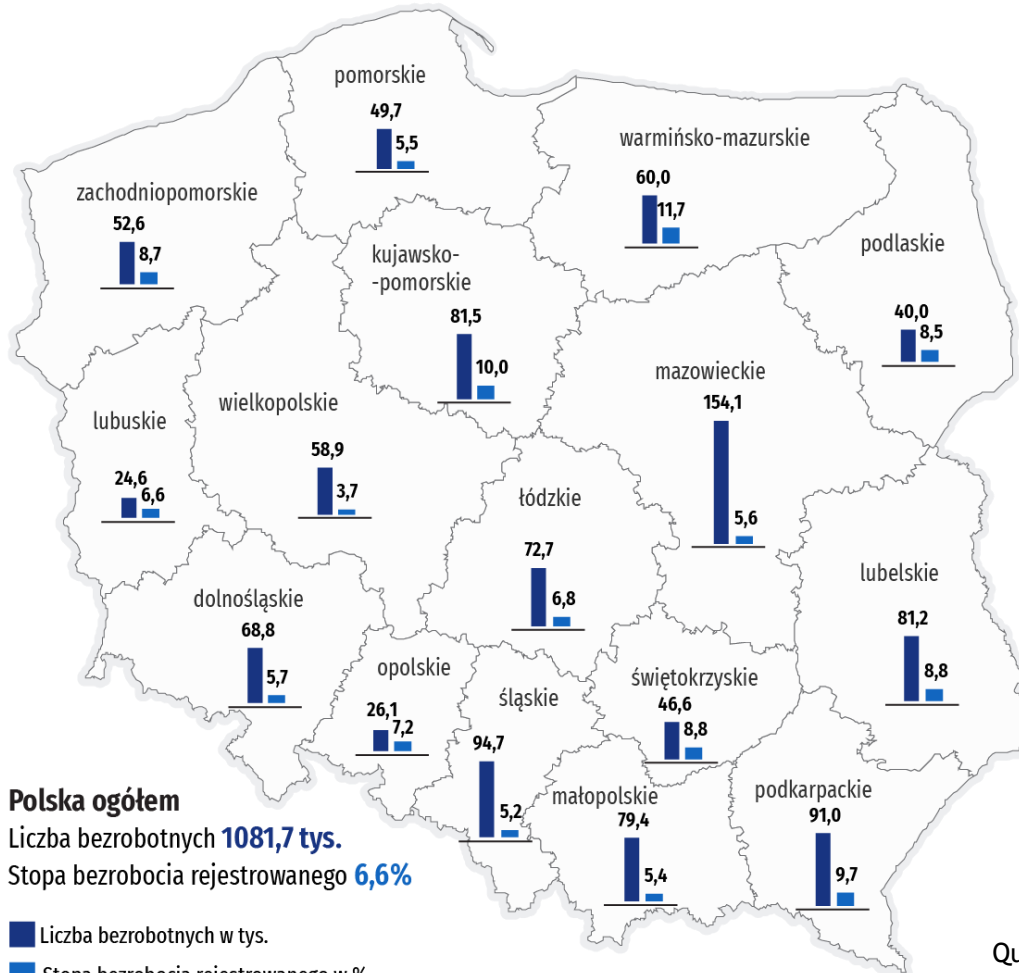 pomorskie
49,7
5,5
warmińsko-mazurskie
60,0
11,7
zachodniopomorskie
52,6
8,7
podlaskie
40,0
8,5
kujawsko-
-pomorskie
81,5
10,0
mazowieckie
154,1
5,6
wielkopolskie
58,9
3,7
lubuskie
24,6
6,6
łódzkie
72,7
6,8
lubelskie
81,2
8,8
dolnośląskie
68,8
5,7
opolskie
26,1
7,2
śląskie
94,7
5,2
świętokrzyskie
46,6
8,8
małopolskie
79,4
5,4
podkarpackie
91,0
9,7
Polska ogółem
Liczba bezrobotnych 1081,7 tys.
Stopa bezrobocia rejestrowanego 6,6%
Liczba bezrobotnych w tys.
Stopa bezrobocia rejestrowanego w %
Qu